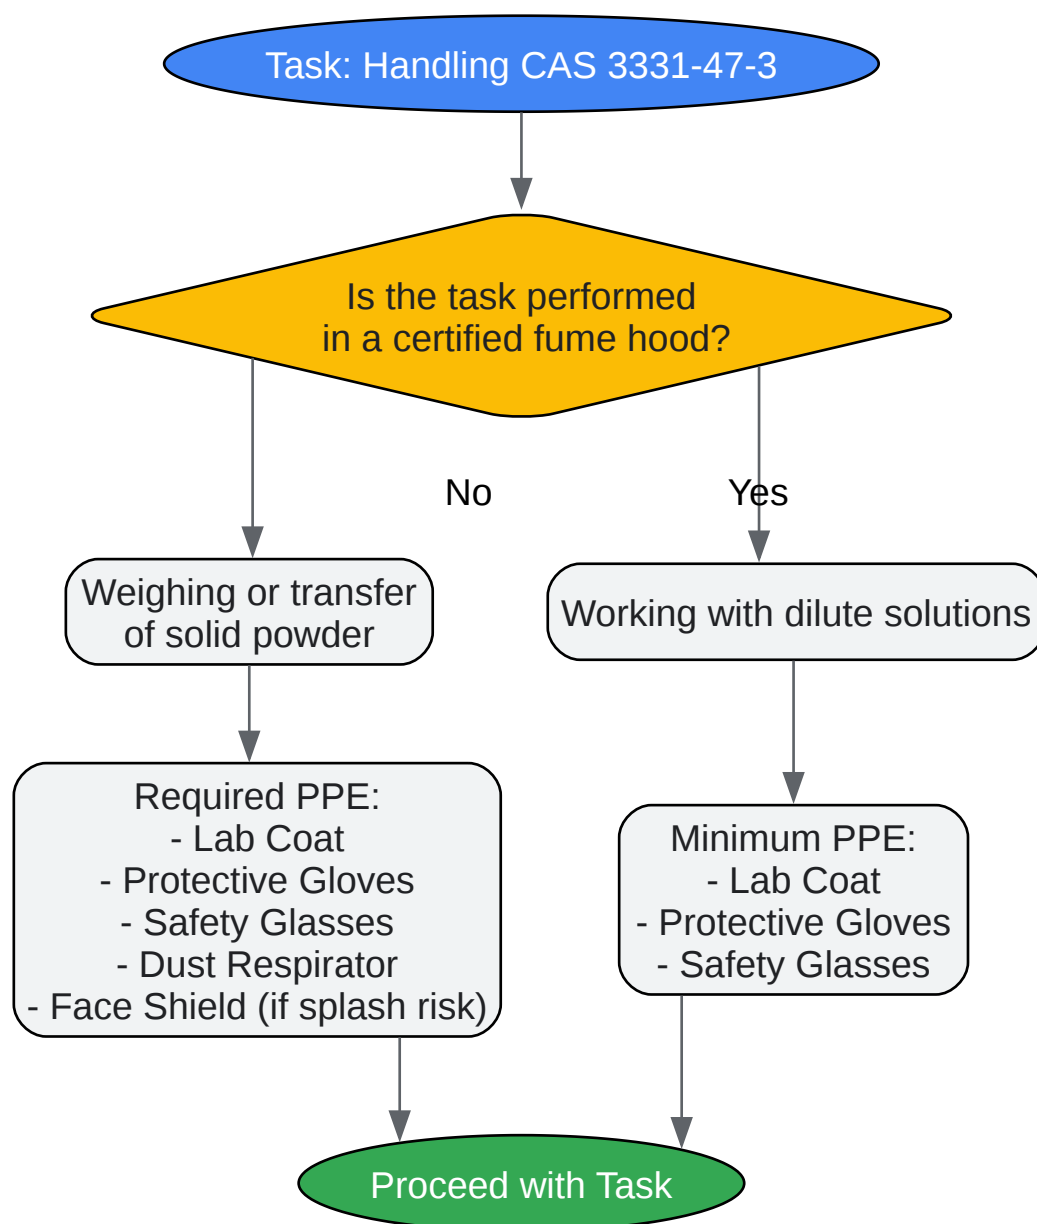 Task: Handling CAS 3331-47-3
Is the task performed
in a certified fume hood?
No
Yes
Weighing or transfer
of solid powder
Working with dilute solutions
Required PPE:
- Lab Coat
- Protective Gloves
- Safety Glasses
- Dust Respirator
- Face Shield (if splash risk)
Minimum PPE:
- Lab Coat
- Protective Gloves
- Safety Glasses
Proceed with Task